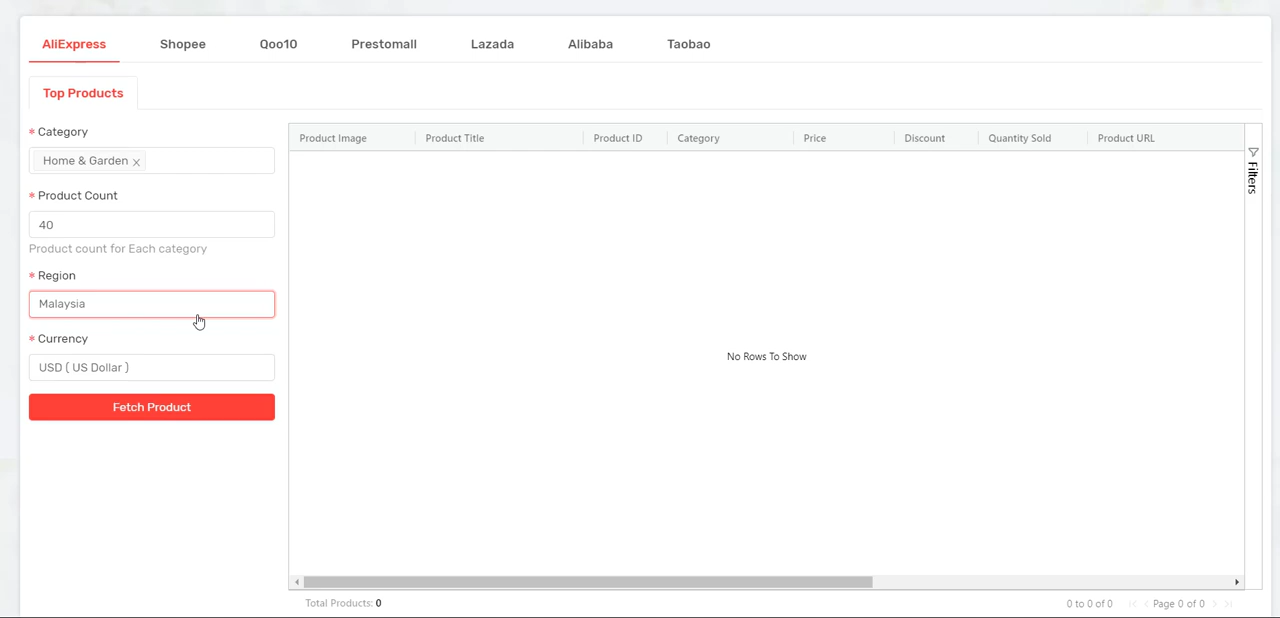 AliExpress Shopee Qoo10 Prestomall Lazada Alibaba Taobao
Top Products
* Category
Home & Garden ×
* Product Count
40
Product count for Each category
* Region
Malaysia
* Currency
USD ( US Dollar )
Fetch Product
Product Image Product Title Product ID Category Price Discount Quantity Sold Product URL
No Rows To Show
Filters
Total Products: 0
0 to 0 of 0 Page 0 of 0